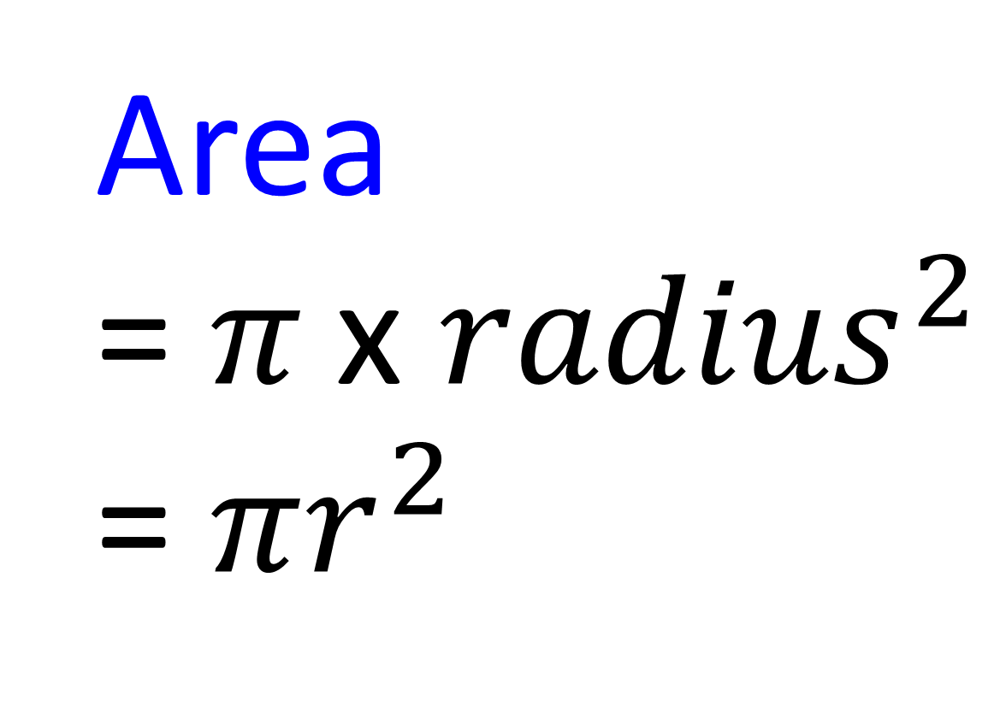 Area
= π x radius²
= πr²